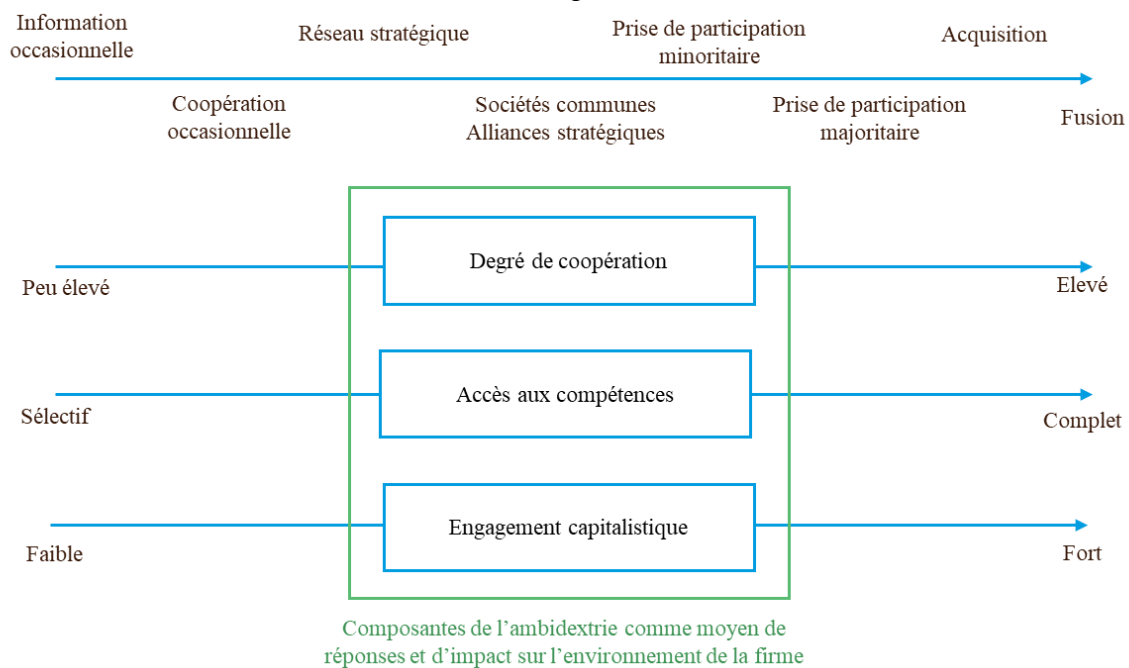 Information
occasionnelle
Réseau stratégique
Prise de participation
minoritaire
Acquisition
Coopération
occasionnelle
Sociétés communes
Alliances stratégiques
Prise de participation
majoritaire
Fusion
Degré de coopération
Peu élevé
Elevé
Accès aux compétences
Sélectif
Complet
Engagement capitalistique
Faible
Fort
Composantes de l'ambidextrie comme moyen de
réponses et d'impact sur l'environnement de la firme